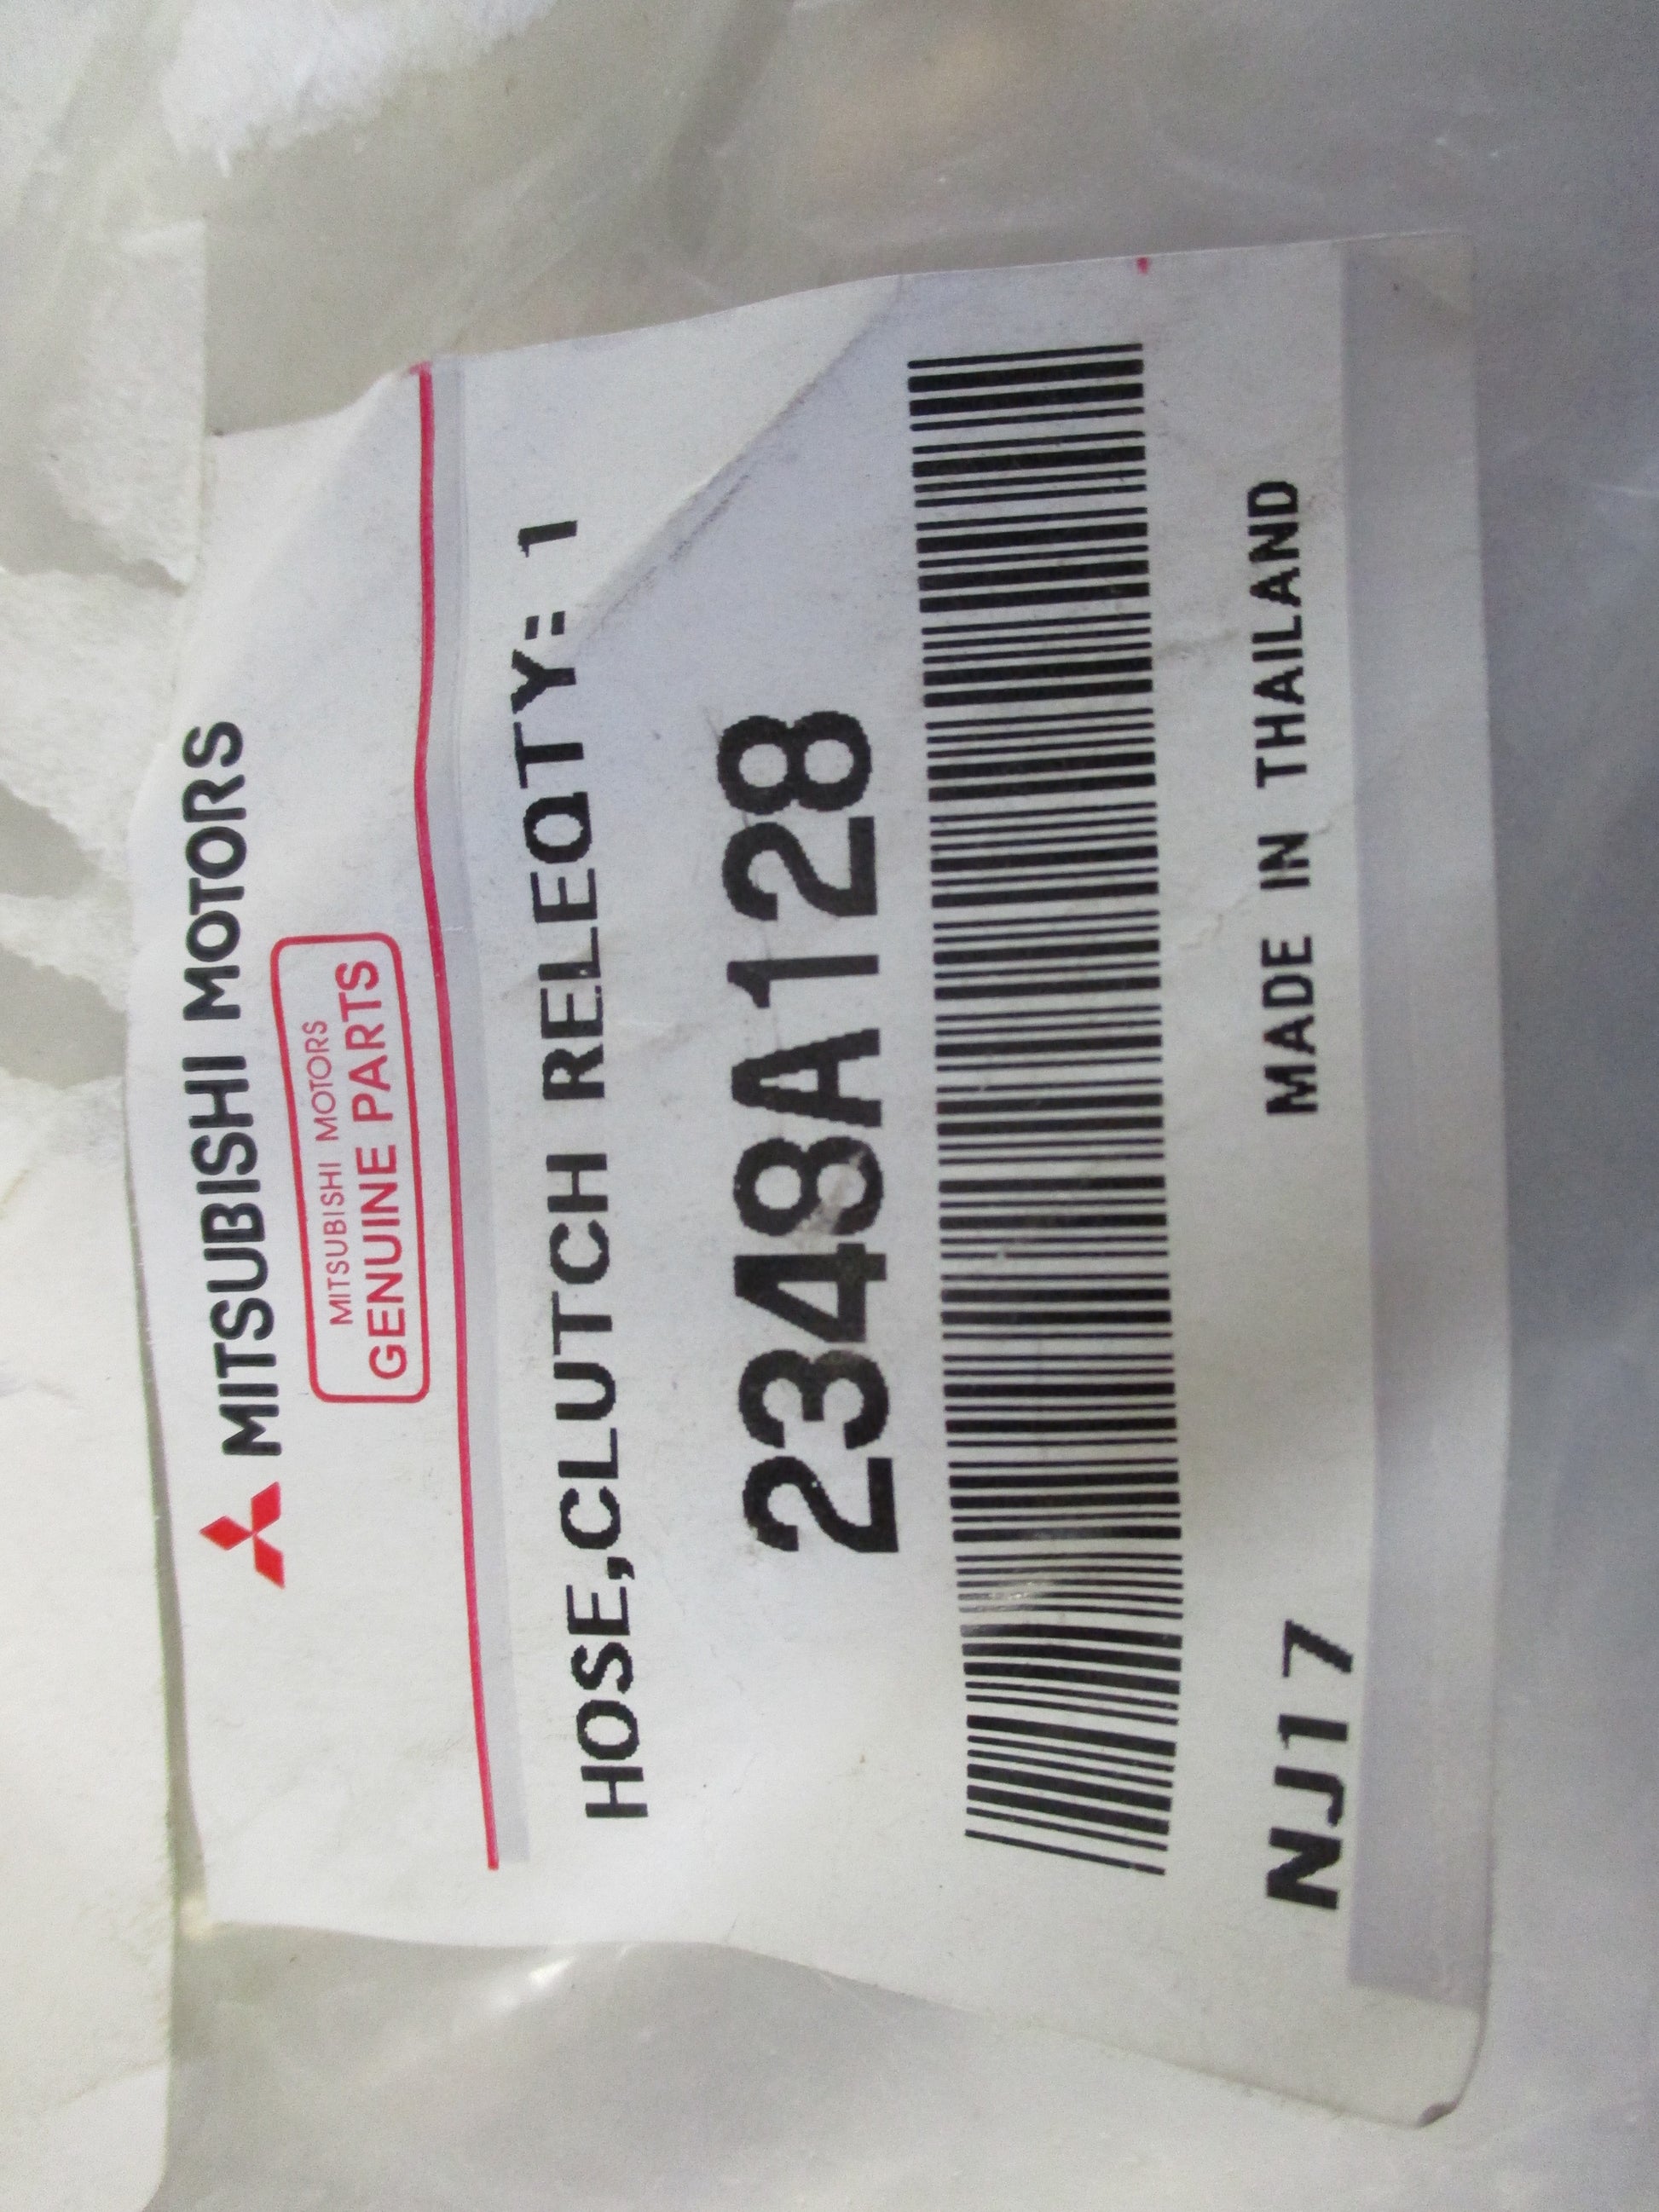 MITSUBISHI MOTORS
MITSUBISHI MOTORS
GENUINE PARTS
HOSE,CLUTCH RELEQTY= 1
2348A128
MADE IN THAILAND
NJ17